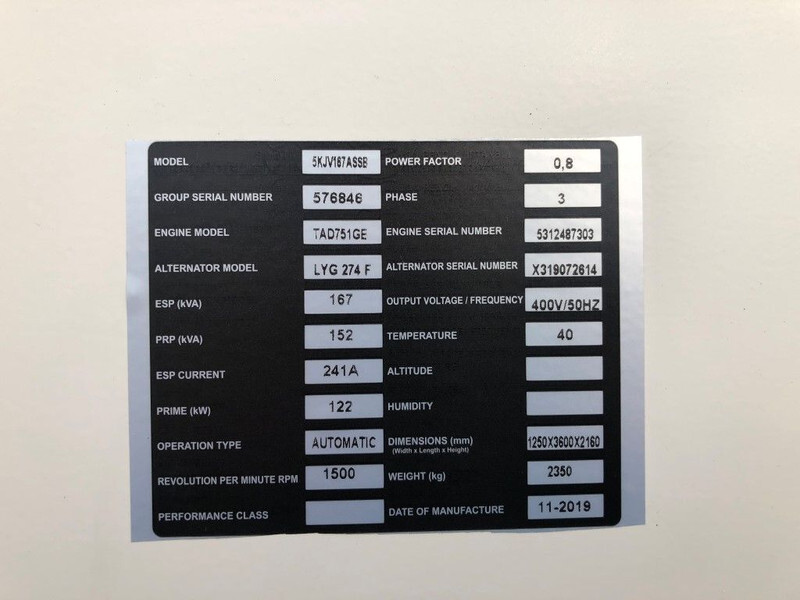 MODEL 5KJV167ASSB POWER FACTOR 0,8
GROUP SERIAL NUMBER 576846 PHASE 3
ENGINE MODEL TAD751GE ENGINE SERIAL NUMBER 5312487303
ALTERNATOR MODEL LYG 274 F ALTERNATOR SERIAL NUMBER X319072614
ESP (kVA) 167 OUTPUT VOLTAGE / FREQUENCY 400V/50HZ
PRP (kVA) 152 TEMPERATURE 40
ESP CURRENT 241A ALTITUDE
PRIME (kW) 122 HUMIDITY
OPERATION TYPE AUTOMATIC DIMENSIONS (mm) 1250X3600X2160
(Width x Length x Height)
REVOLUTION PER MINUTE RPM 1500 WEIGHT (kg) 2350
PERFORMANCE CLASS DATE OF MANUFACTURE 11-2019